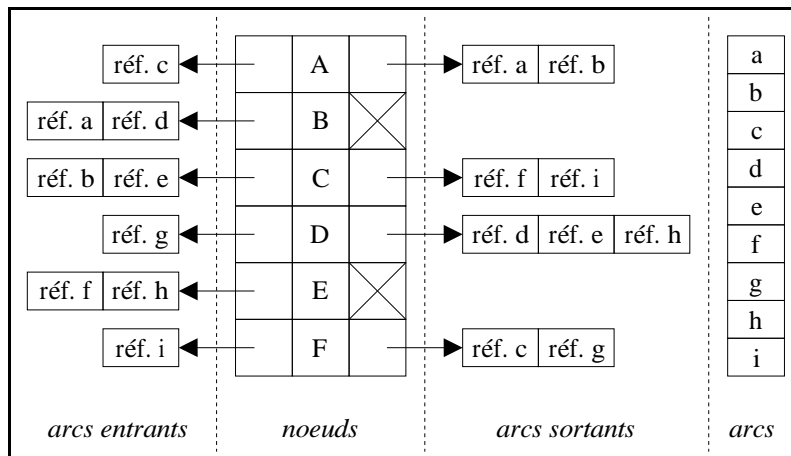 réf. c A réf. a réf. b a
b
réf. a réf. d B c
réf. b réf. e C réf. f réf. i d
e
réf. g D réf. d réf. e réf. h f
g
réf. f réf. h E h
réf. i F réf. c réf. g i
arcs entrants noeuds arcs sortants arcs